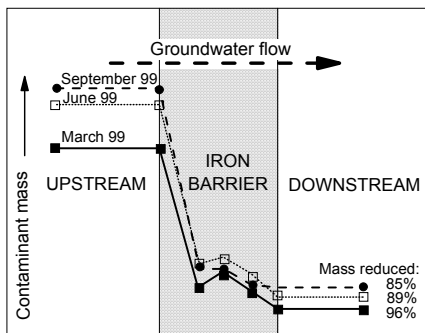 Groundwater flow
September 99
June 99
March 99
Contaminant mass
UPSTREAM
IRON
BARRIER
DOWNSTREAM
Mass reduced:
85%
89%
96%